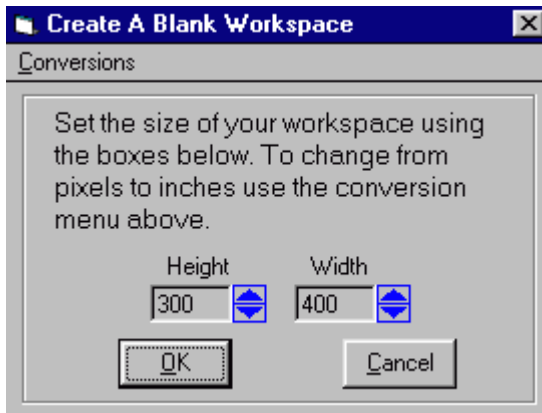 Create A Blank Workspace
Conversions
Set the size of your workspace using
the boxes below. To change from
pixels to inches use the conversion
menu above.
Height Width
300 400
OK Cancel